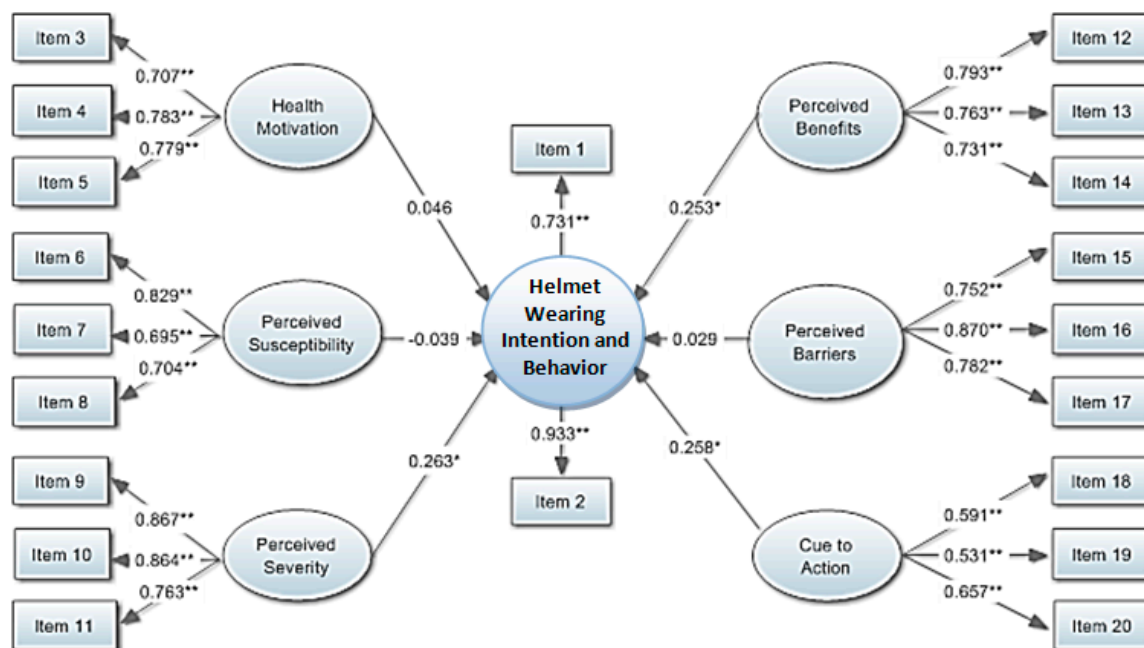 Item 3
0.707**
Item 4
0.783**
Item 5
0.779**
Health
Motivation
0.046
Item 6
0.829**
Item 7
0.695**
Item 8
0.704**
Perceived
Susceptibility
-0.039
Item 9
0.867**
Item 10
0.864**
Item 11
0.763**
Perceived
Severity
0.263*
Item 1
0.731**
Helmet
Wearing
Intention and
Behavior
0.933**
Item 2
Perceived
Benefits
0.253*
Item 12
0.793**
Item 13
0.763**
Item 14
0.731**
Perceived
Barriers
0.029
Item 15
0.752**
Item 16
0.870**
Item 17
0.782**
Cue to
Action
0.258*
Item 18
0.591**
Item 19
0.531**
Item 20
0.657**